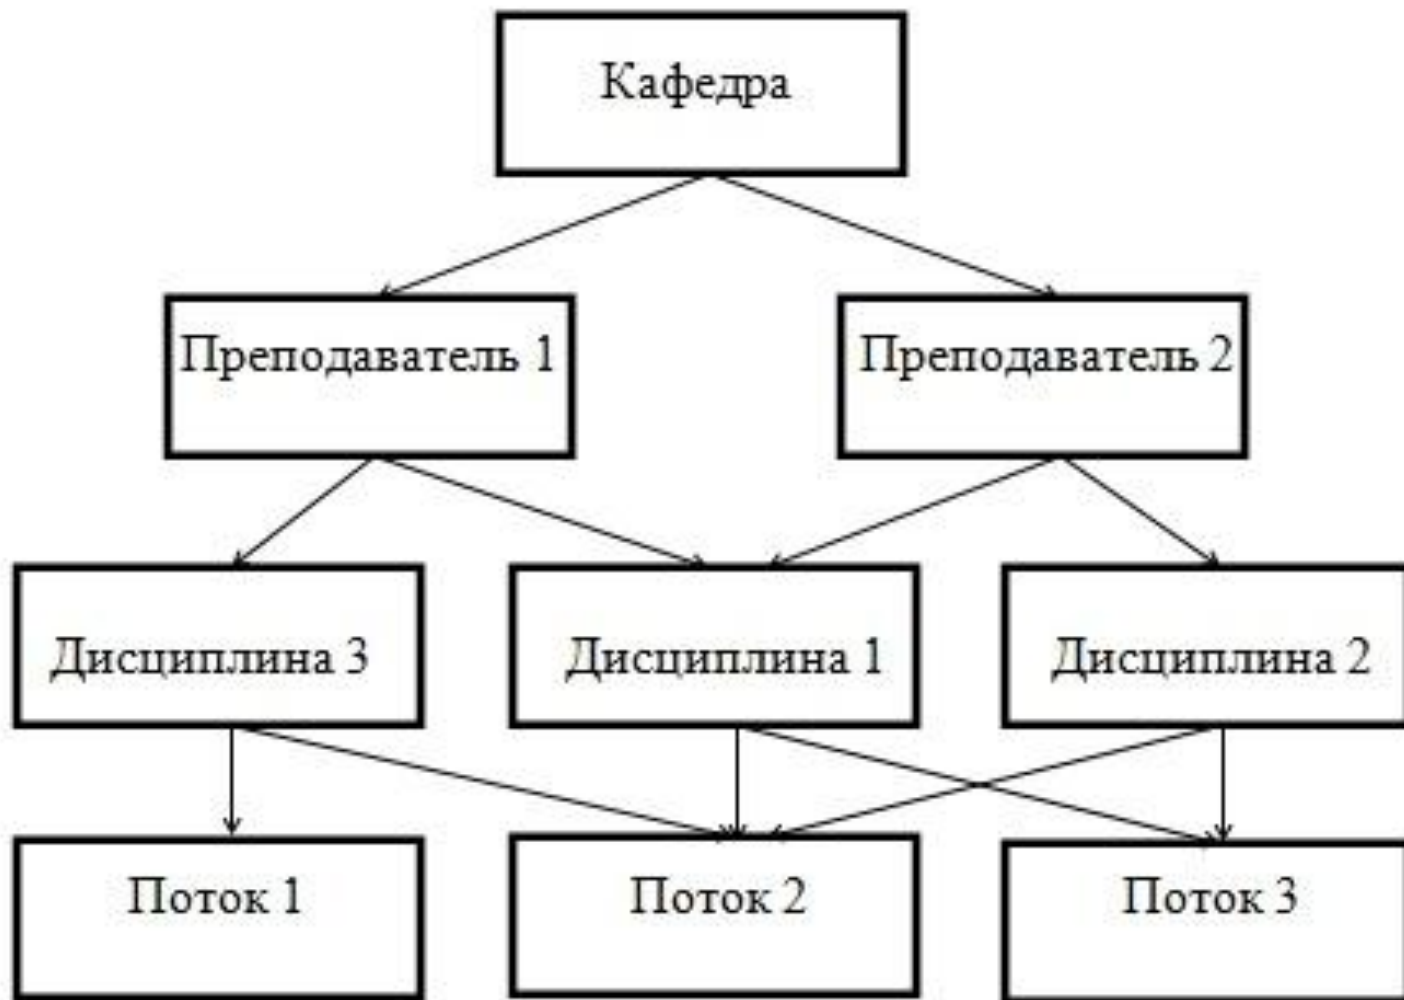 Кафедра
Преподаватель 1
Преподаватель 2
Дисциплина 3
Дисциплина 1
Дисциплина 2
Поток 1
Поток 2
Поток 3